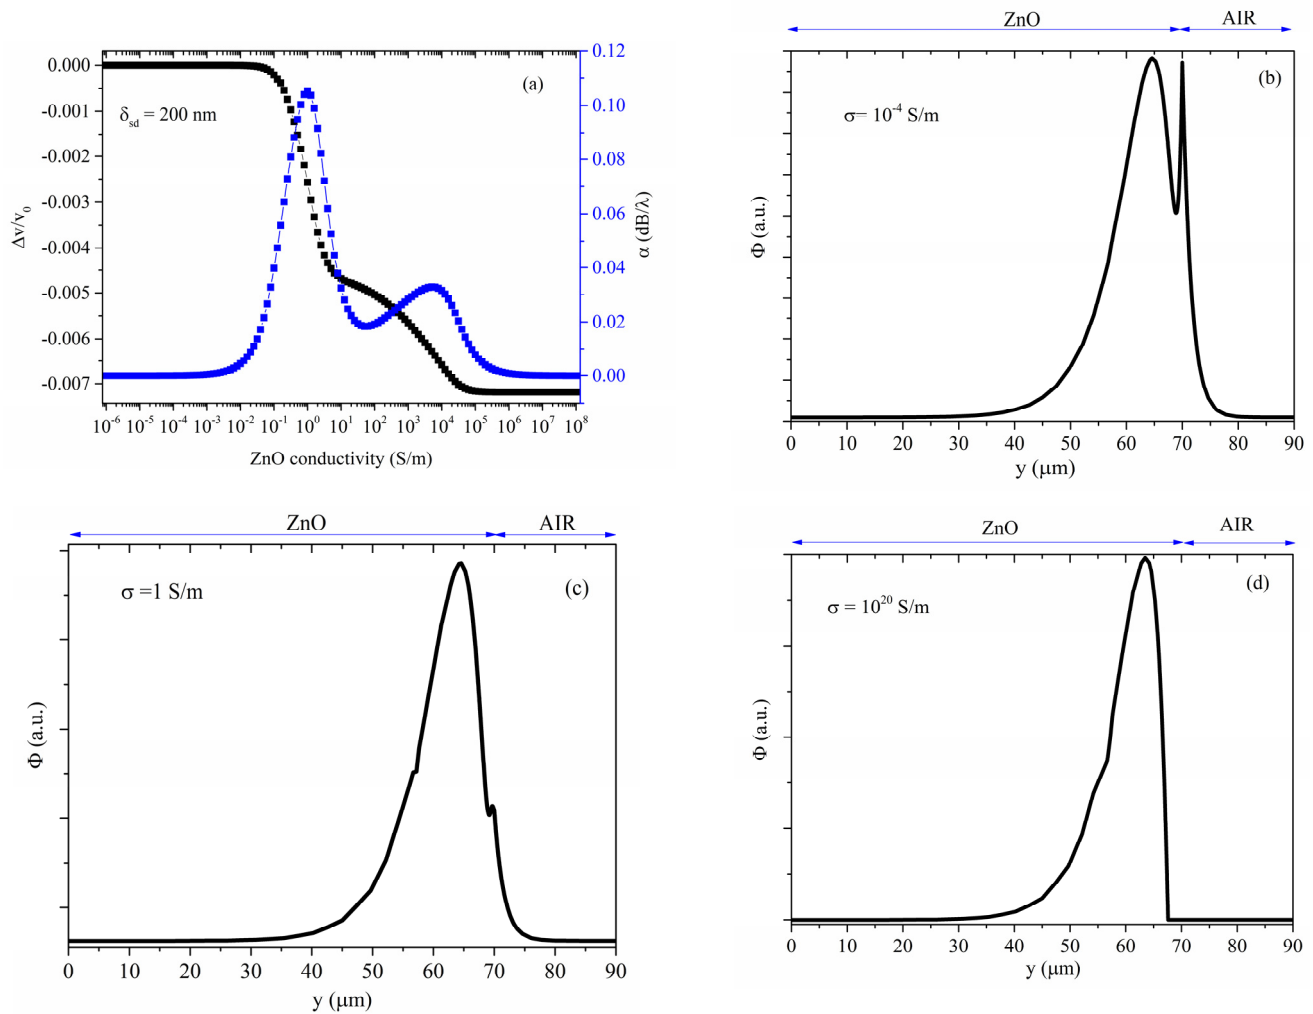 (a)
δsd = 200 nm
0.000
-0.001
-0.002
-0.003
-0.004
-0.005
-0.006
-0.007
Δv/v0
0.12
0.10
0.08
0.06
0.04
0.02
0.00
α (dB/λ)
10-6 10-5 10-4 10-3 10-2 10-1 100 101 102 103 104 105 106 107 108
ZnO conductivity (S/m)
ZnO AIR
(b)
σ= 10-4 S/m
Φ (a.u.)
0 10 20 30 40 50 60 70 80 90
y (μm)
ZnO AIR
(c)
σ =1 S/m
Φ (a.u.)
0 10 20 30 40 50 60 70 80 90
y (μm)
ZnO AIR
(d)
σ = 1020 S/m
Φ (a.u.)
0 10 20 30 40 50 60 70 80 90
y (μm)